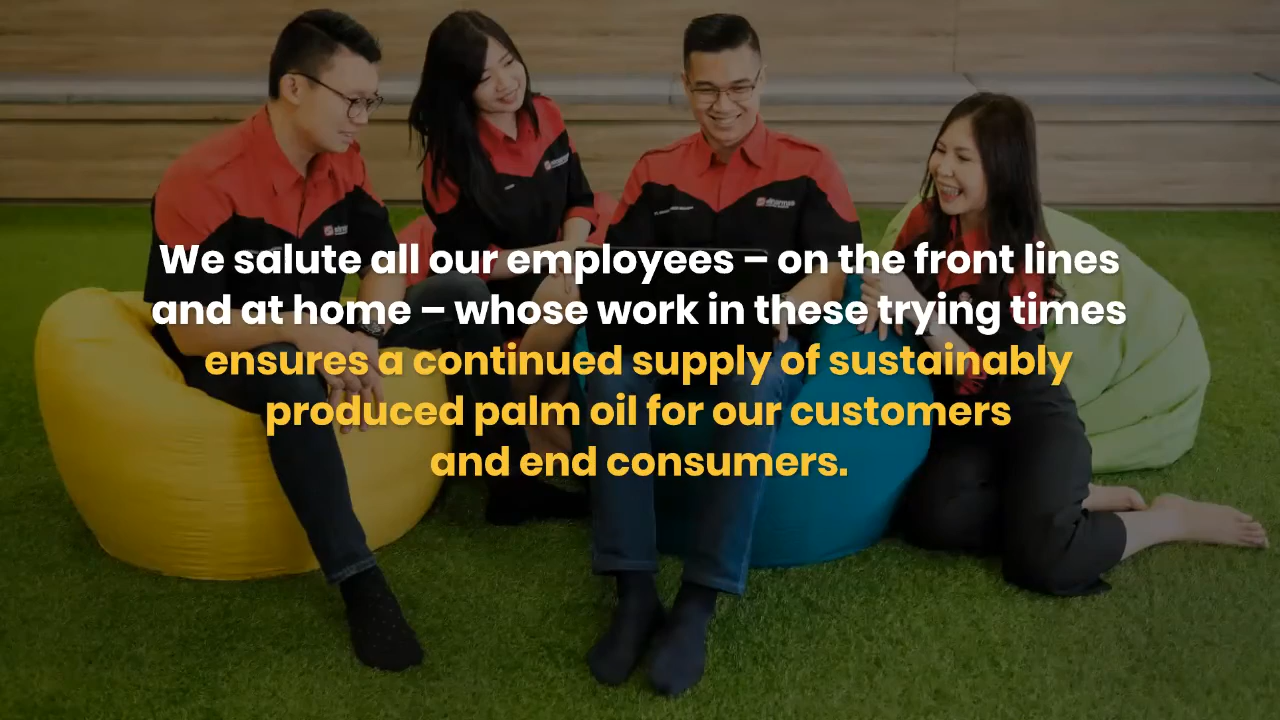 We salute all our employees – on the front lines
and at home – whose work in these trying times
ensures a continued supply of sustainably
produced palm oil for our customers
and end consumers.